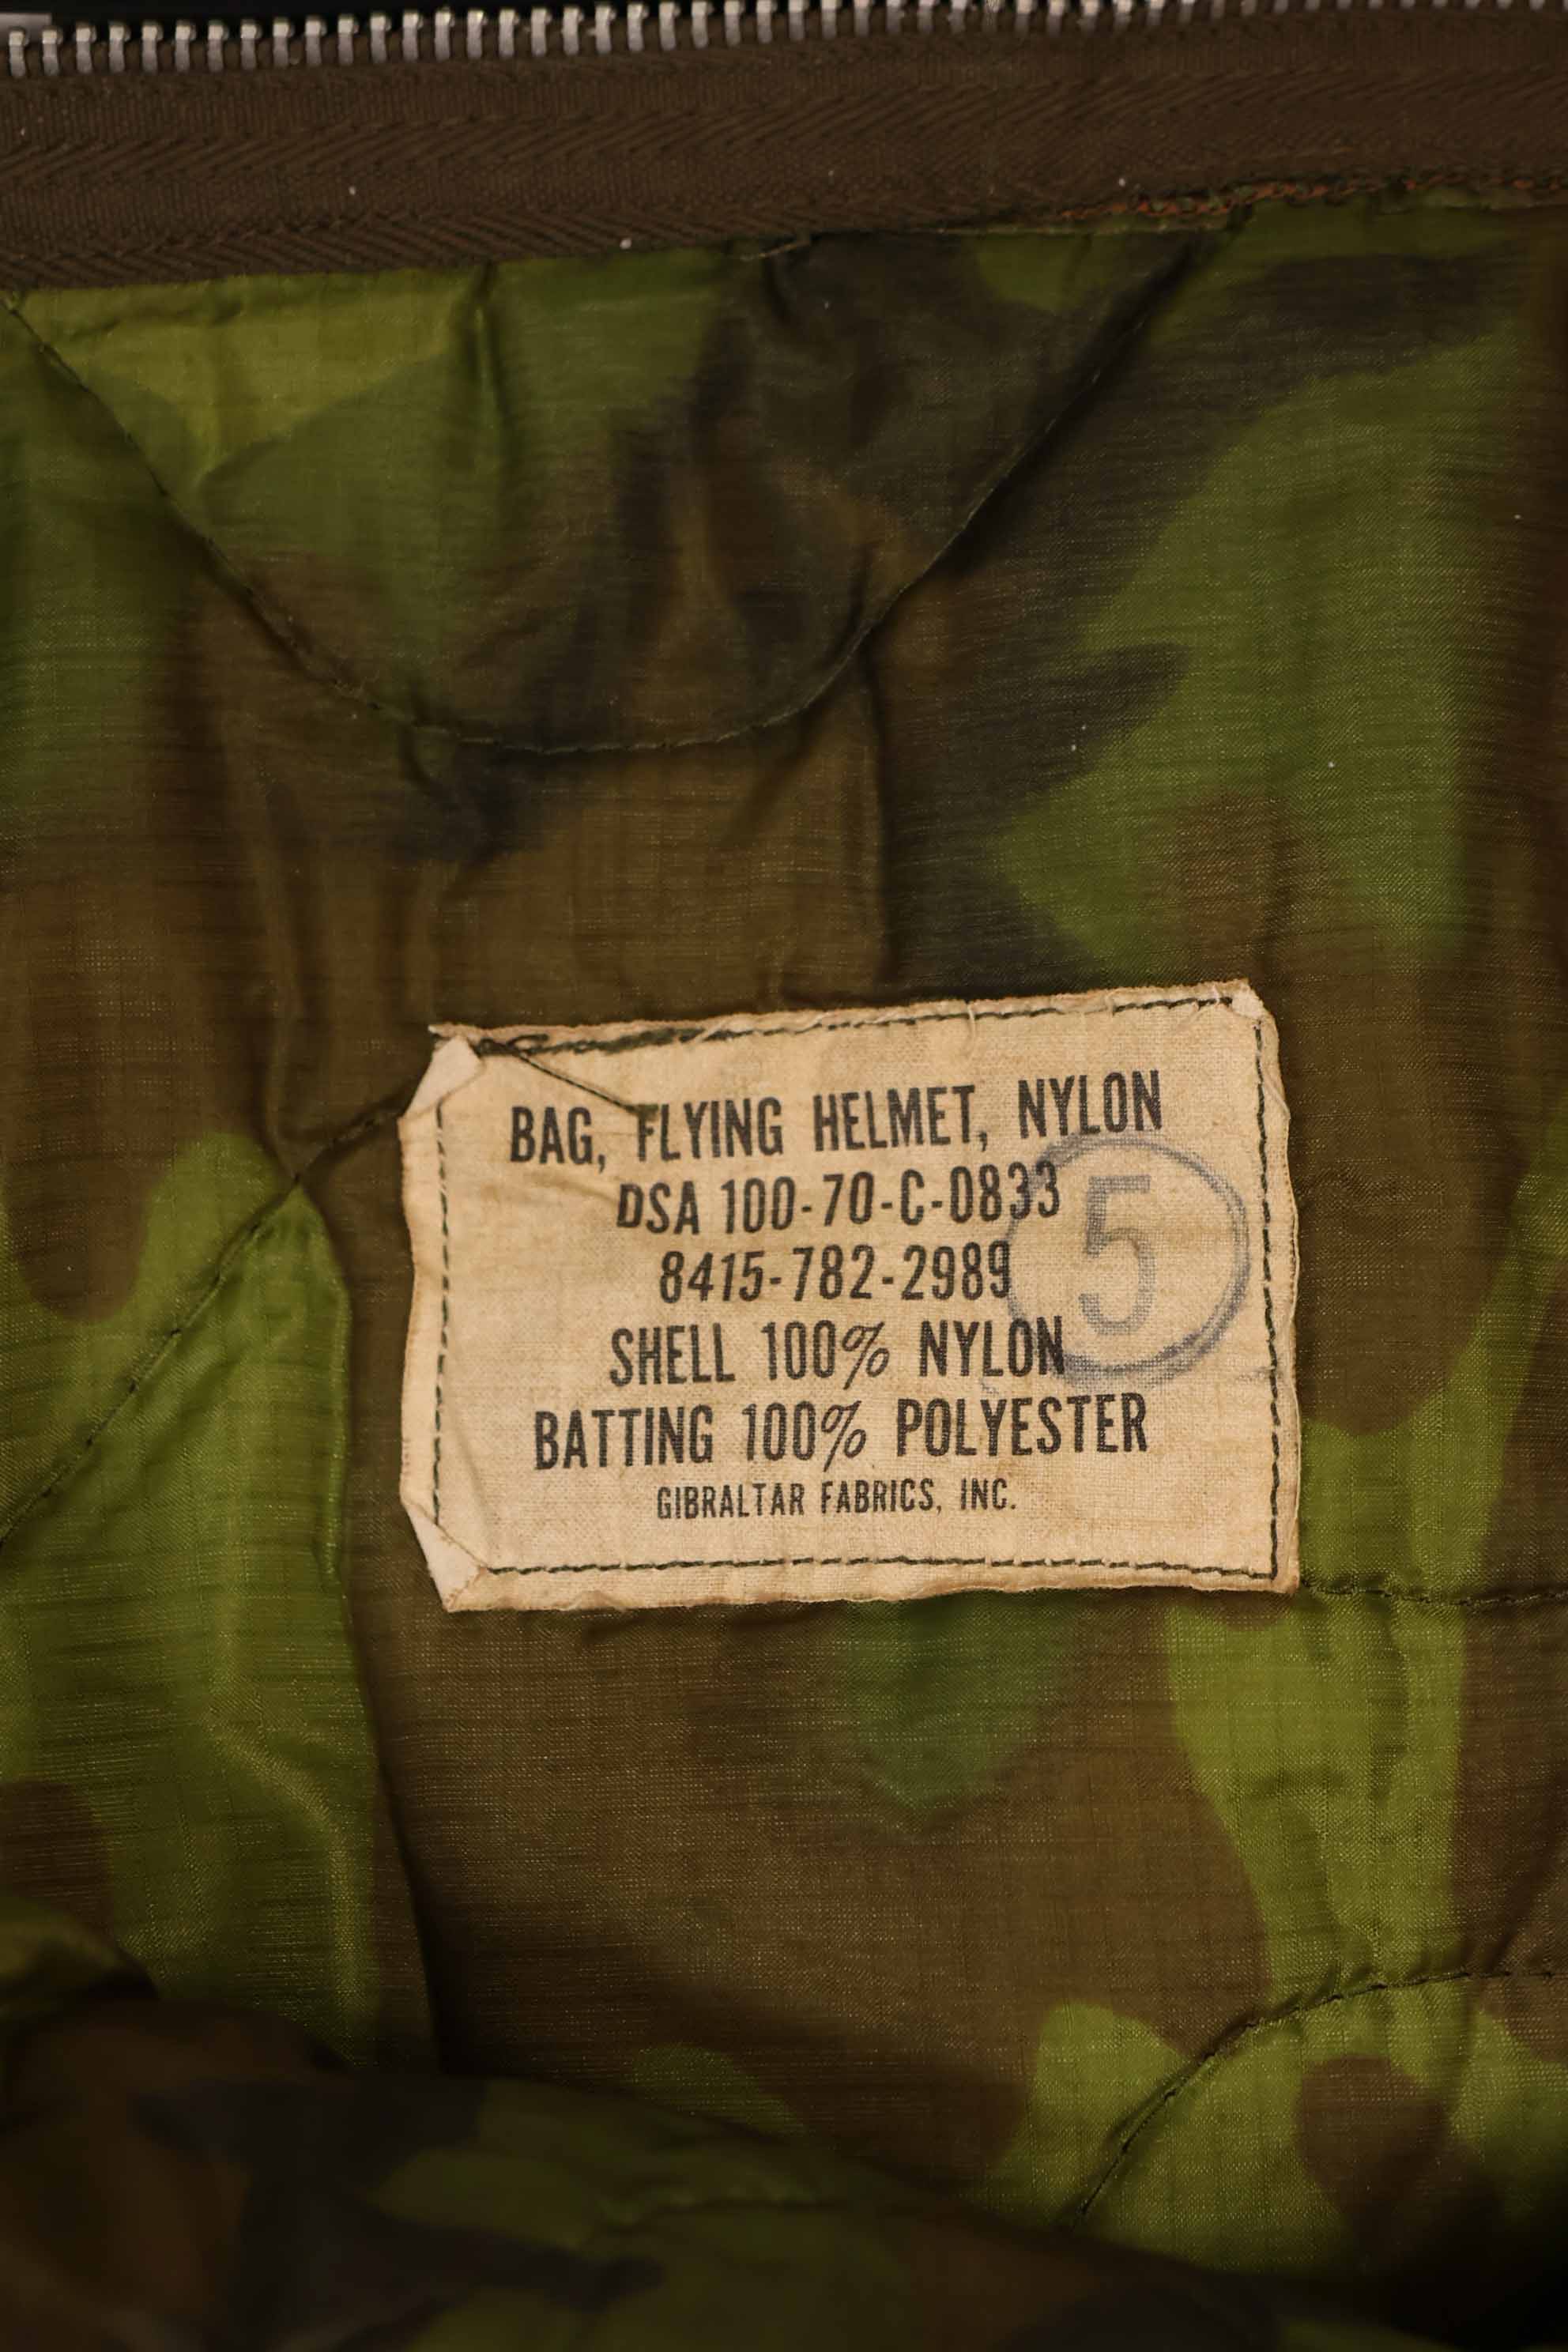 BAG, FLYING HELMET, NYLON
DSA 100-70-C-0833
8415-782-2989
5
SHELL 100% NYLON
BATTING 100% POLYESTER
GIBRALTAR FABRICS, INC.